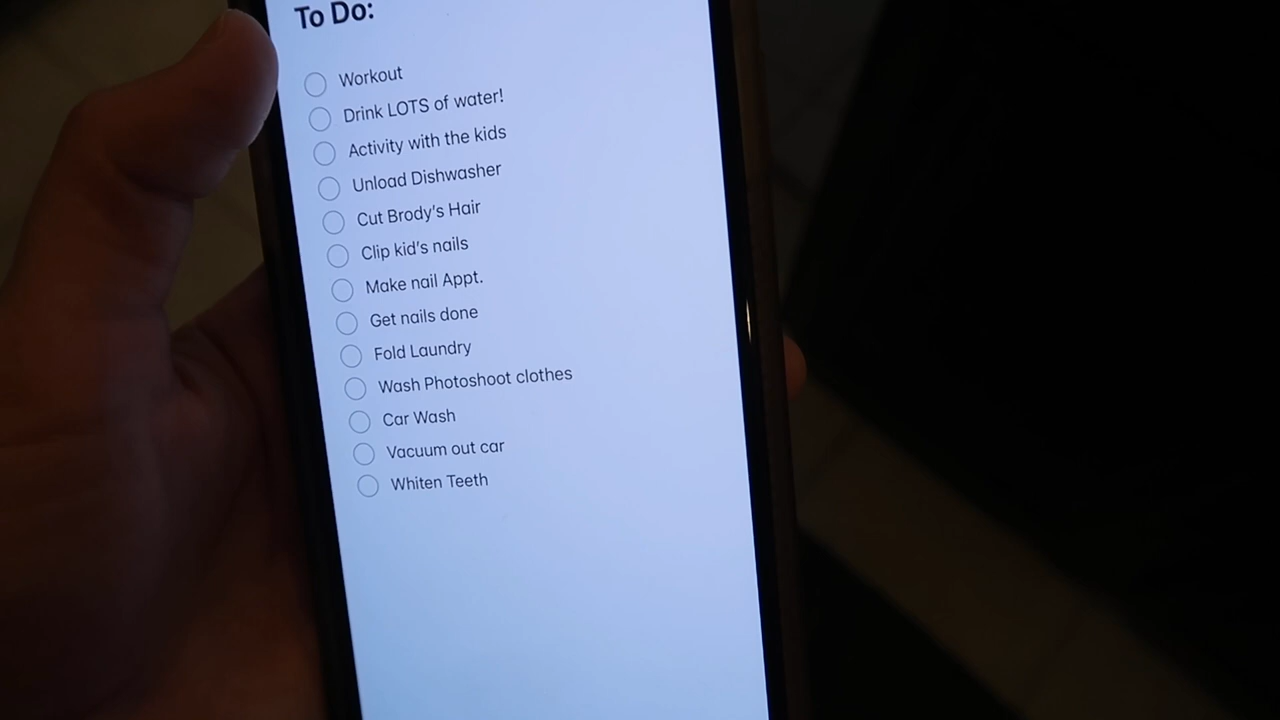 To Do:
Workout
Drink LOTS of water!
Activity with the kids
Unload Dishwasher
Cut Brody's Hair
Clip kid's nails
Make nail Appt.
Get nails done
Fold Laundry
Wash Photoshoot clothes
Car Wash
Vacuum out car
Whiten Teeth